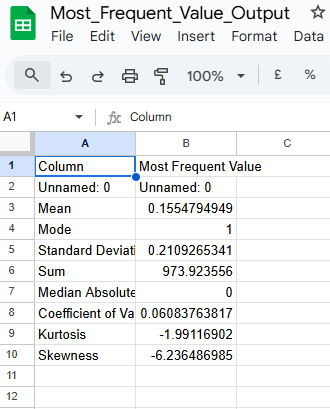 Most_Frequent_Value_Output
File Edit View Insert Format Data
100% £ %
A1 fx Column
A B C
1 Column Most Frequent Value
2 Unnamed: 0 Unnamed: 0
3 Mean 0.1554794949
4 Mode 1
5 Standard Deviati 0.2109265341
6 Sum 973.923556
7 Median Absolute 0
8 Coefficient of Va 0.06083763817
9 Kurtosis -1.99116902
10 Skewness -6.236486985
11
12